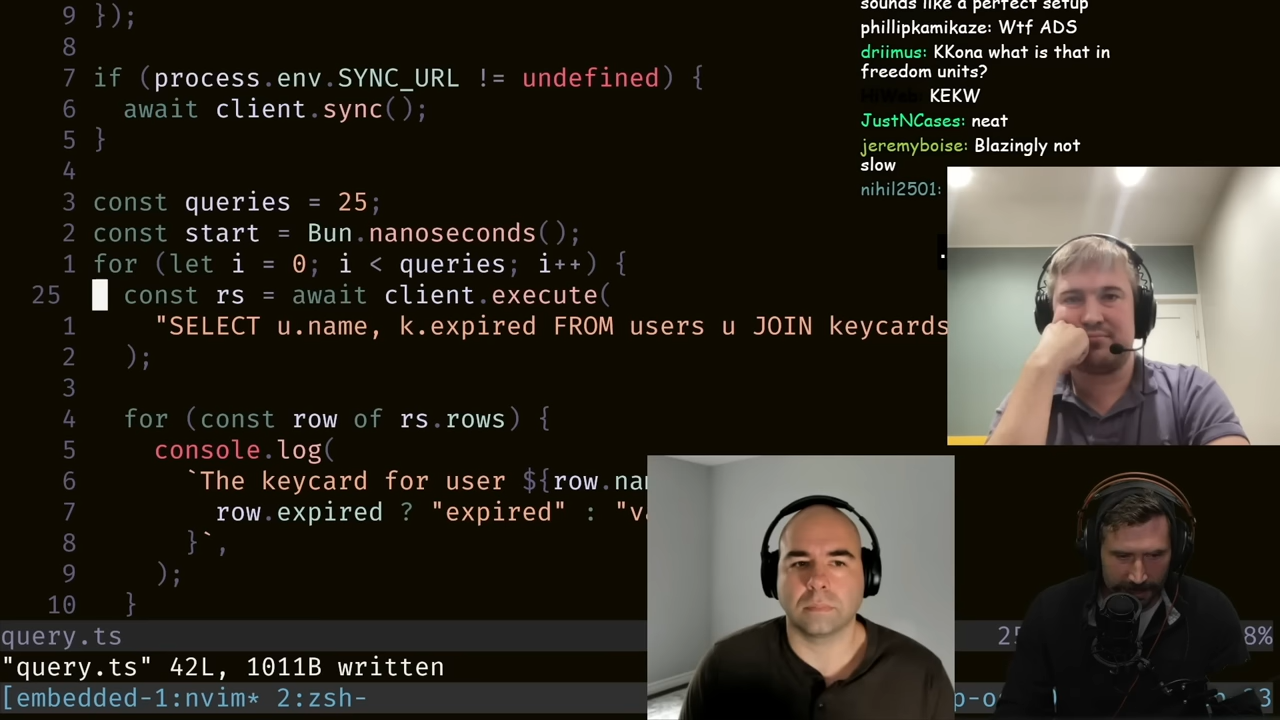 9 });
8
7 if (process.env.SYNC_URL != undefined) {
6 await client.sync();
5 }
4
3 const queries = 25;
2 const start = Bun.nanoseconds();
1 for (let i = 0; i < queries; i++) {
25 const rs = await client.execute(
1 "SELECT u.name, k.expired FROM users u JOIN keycards
2 );
3
4 for (const row of rs.rows) {
5 console.log(
6 `The keycard for user ${row.na
7 row.expired ? "expired" : "v
8 }`,
9 );
10 }
query.ts
8%
"query.ts" 42L, 1011B written
[embedded-1:nvim* 2:zsh-
sounds like a perfect setup
phillipkamikaze: Wtf ADS
driimus: KKona what is that in
freedom units?
KEKW
JustNCases: neat
jeremyboise: Blazingly not
slow
nihil2501: